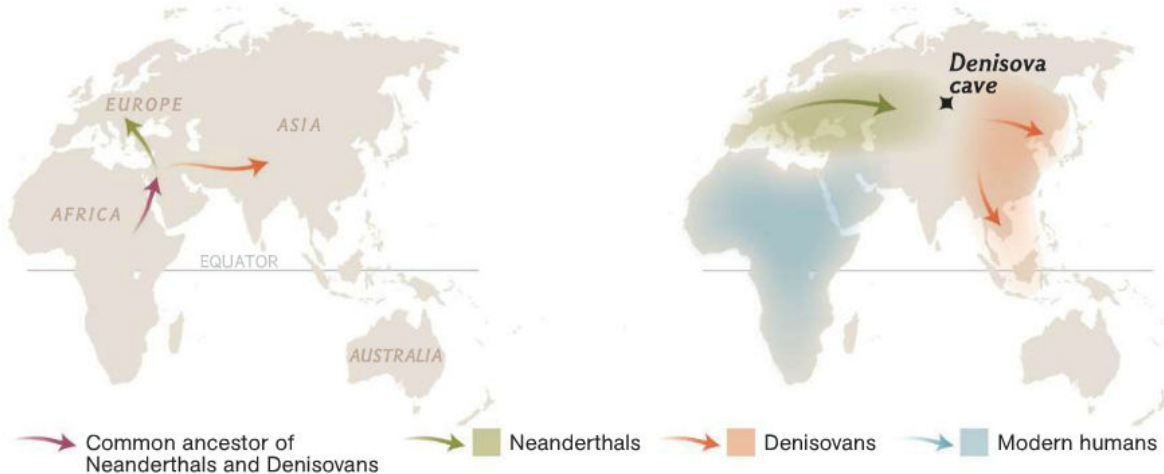 EUROPE
ASIA
AFRICA
EQUATOR
AUSTRALIA
Denisova
cave
Common ancestor of
Neanderthals and Denisovans
Neanderthals
Denisovans
Modern humans